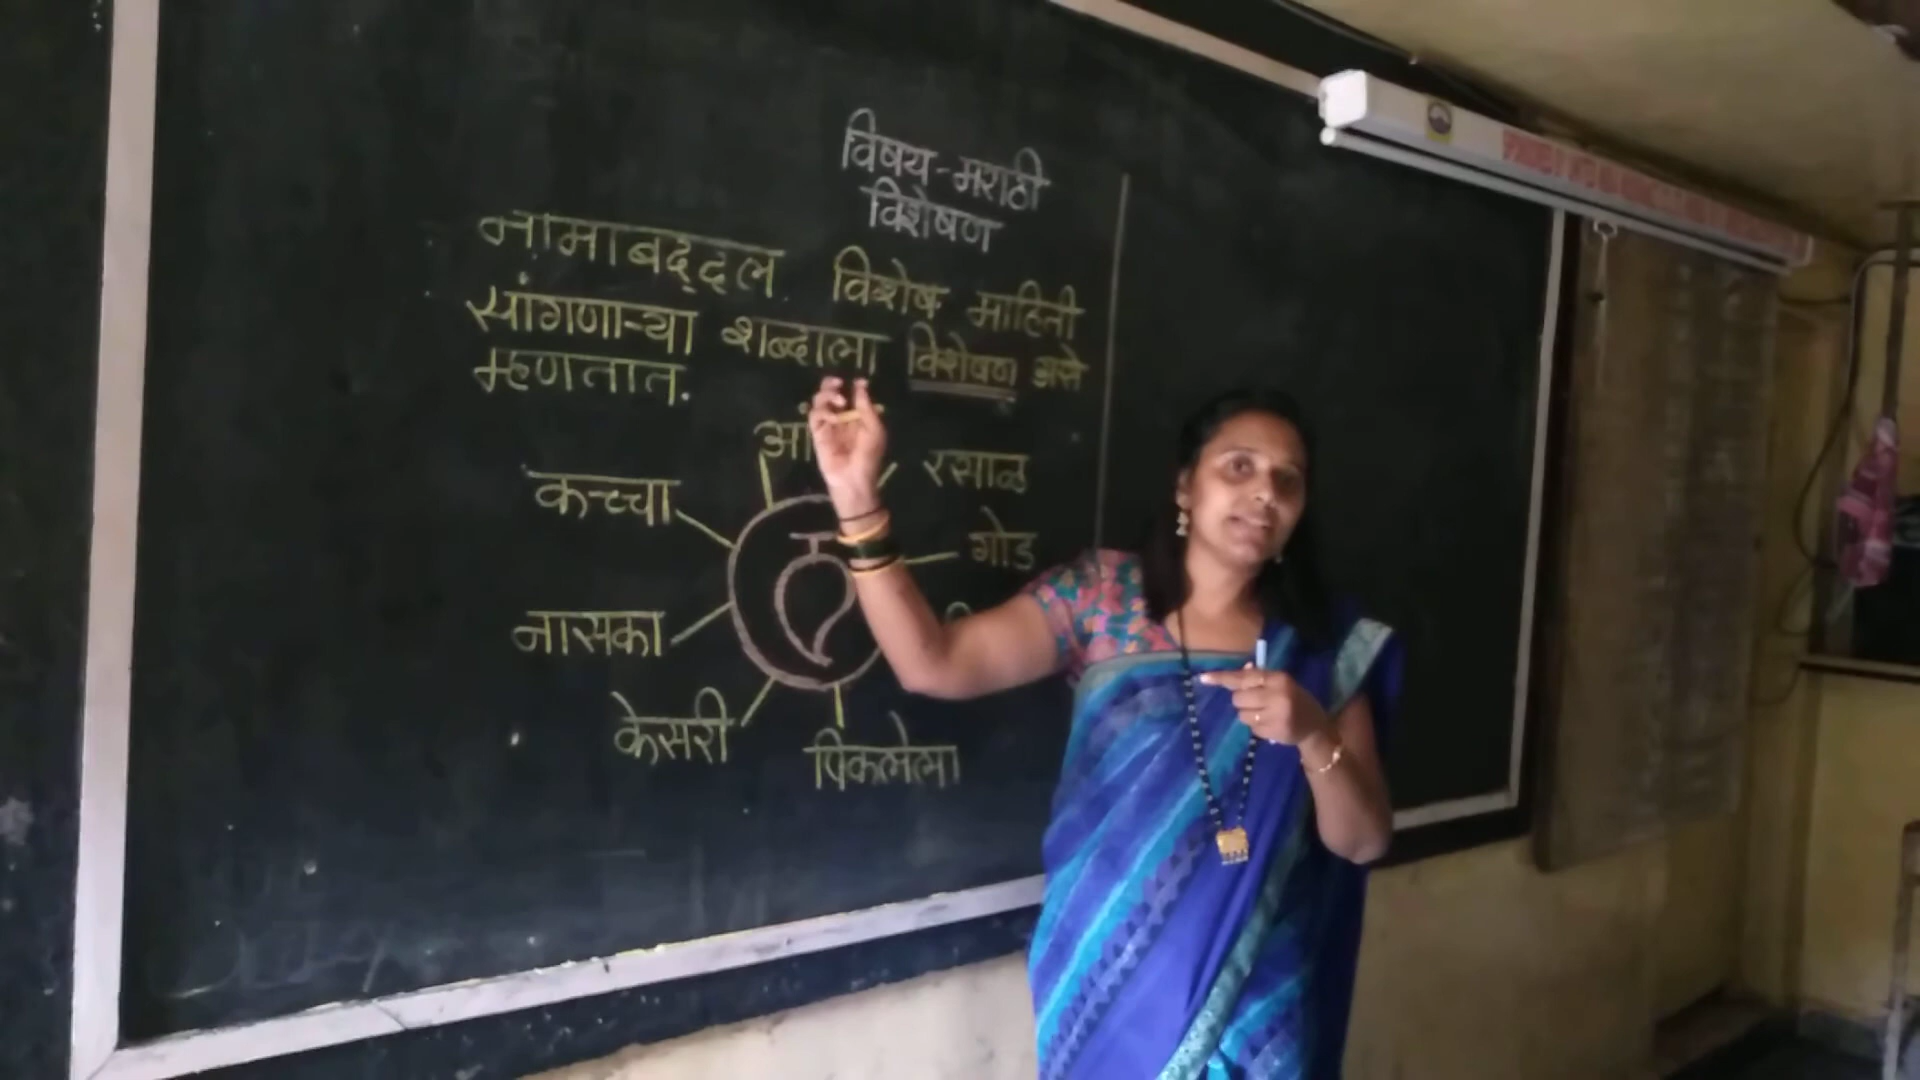 विषय-मराठी
विशेषण
नामाबद्दल विशेष माहिती
सांगणाऱ्या शब्दाला विशेषण असे
म्हणतात.
रसाळ
कच्चा
गोड
नासका
केसरी
पिकलेला